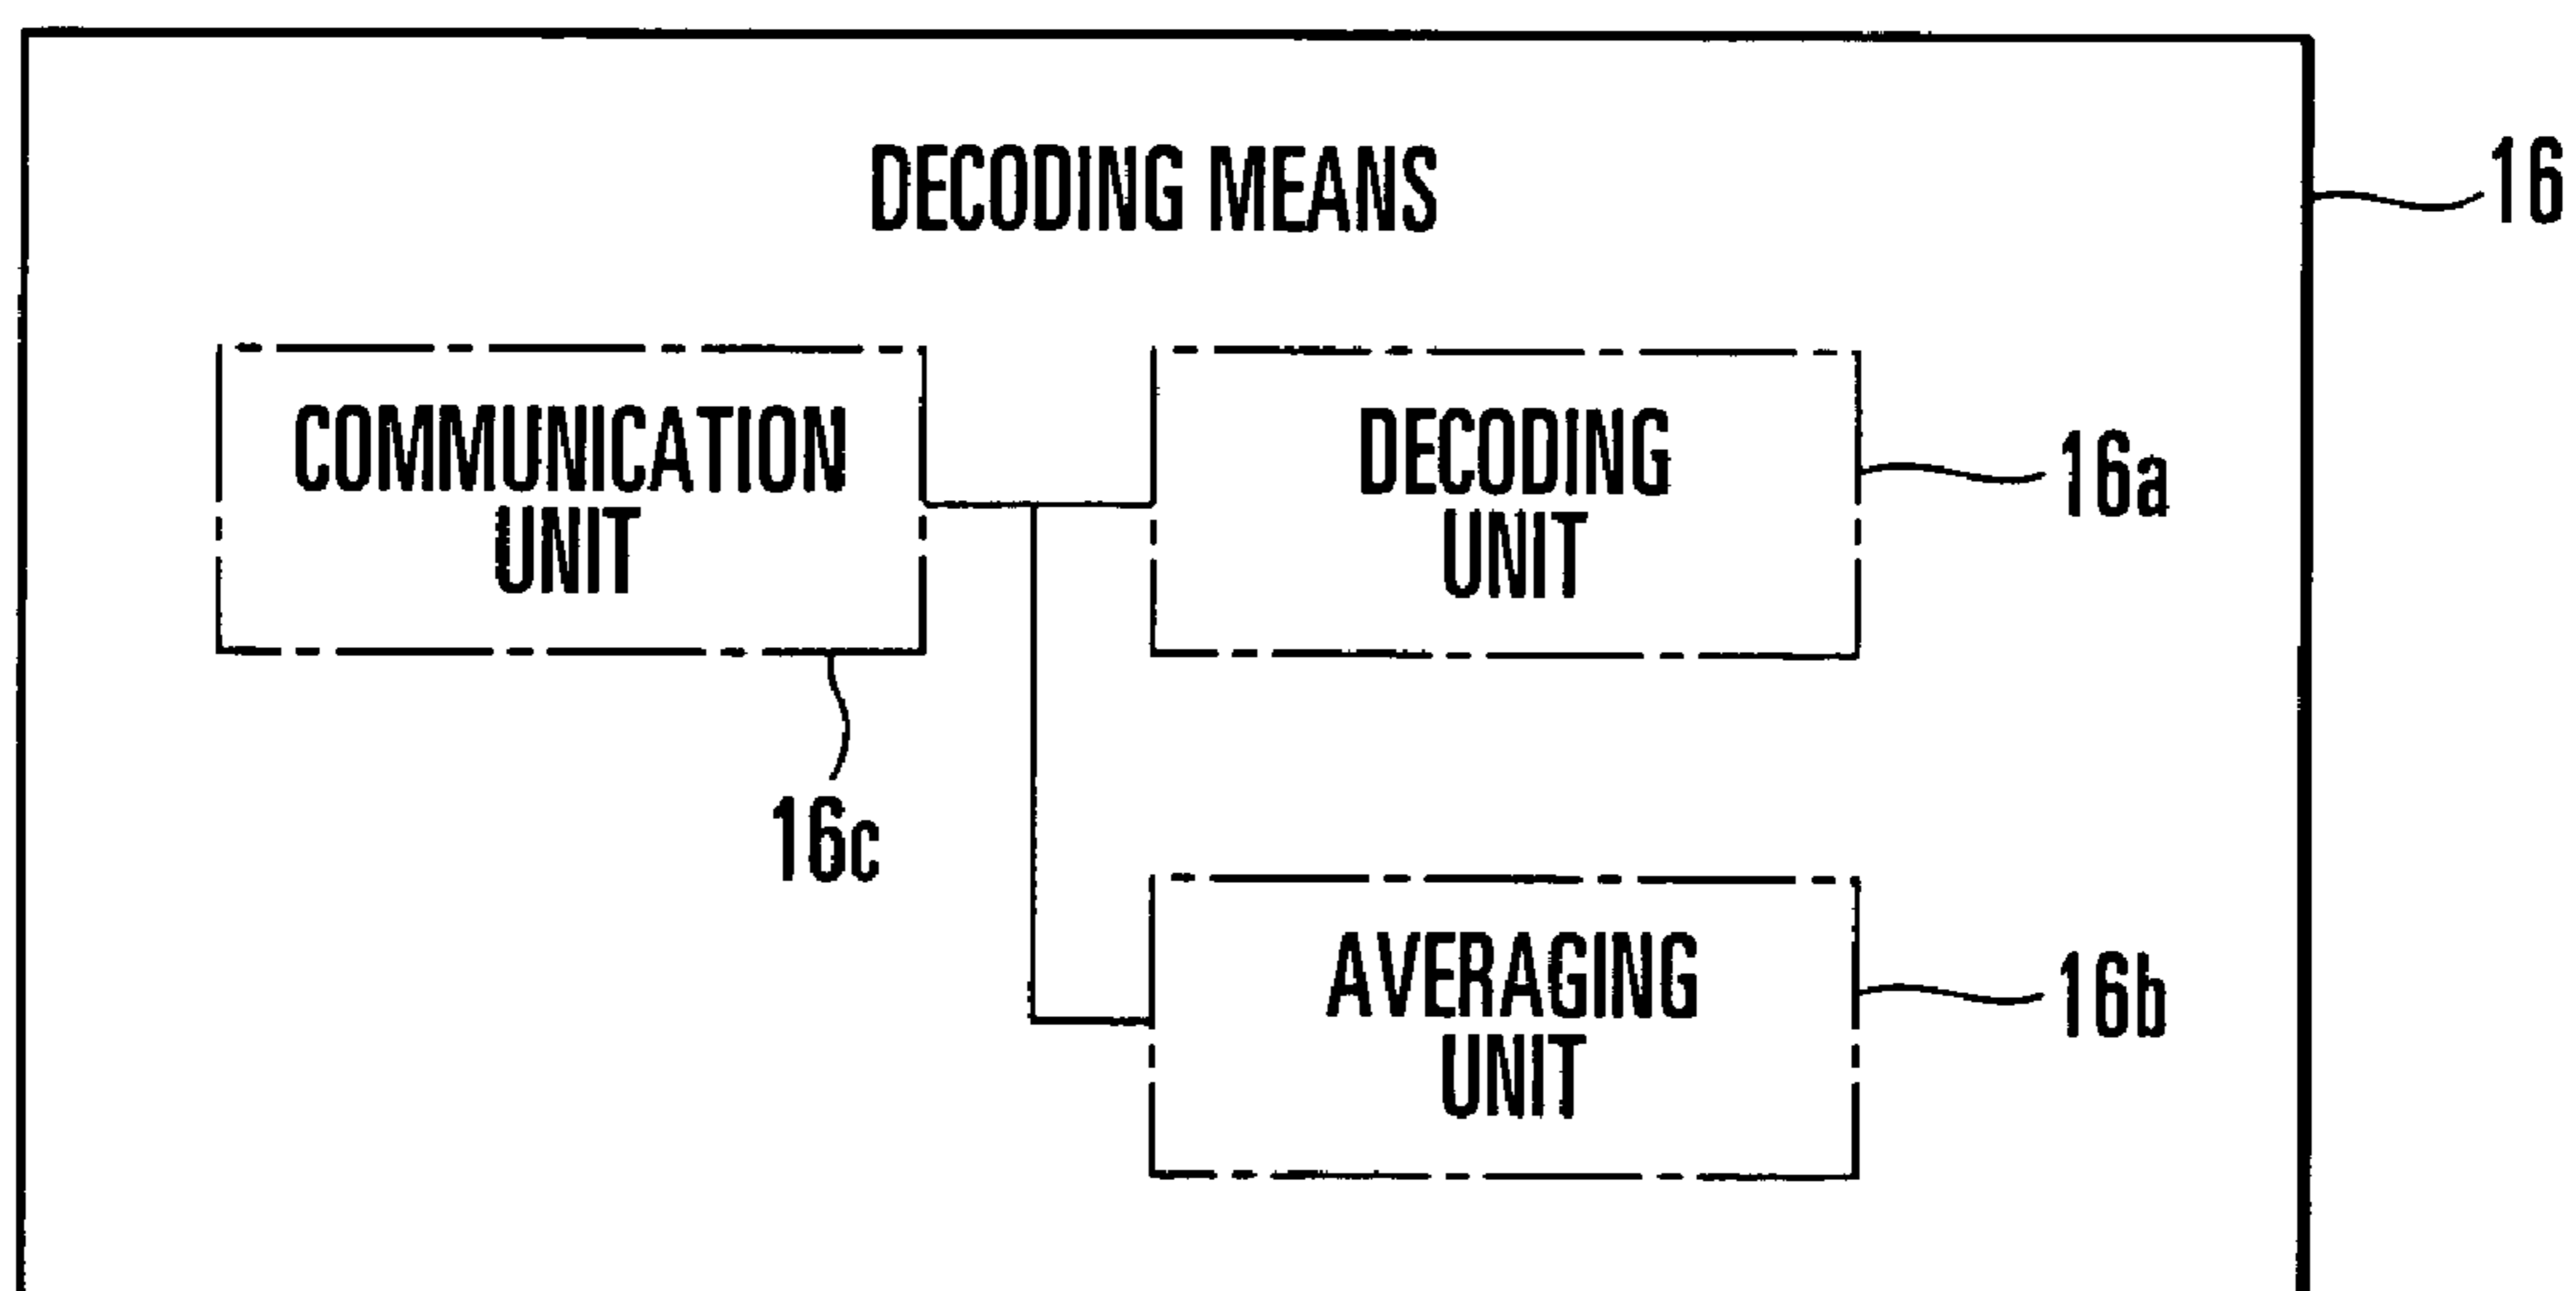 DECODING MEANS
16
COMMUNICATION
UNIT
DECODING
UNIT
16a
16c
AVERAGING
UNIT
16b